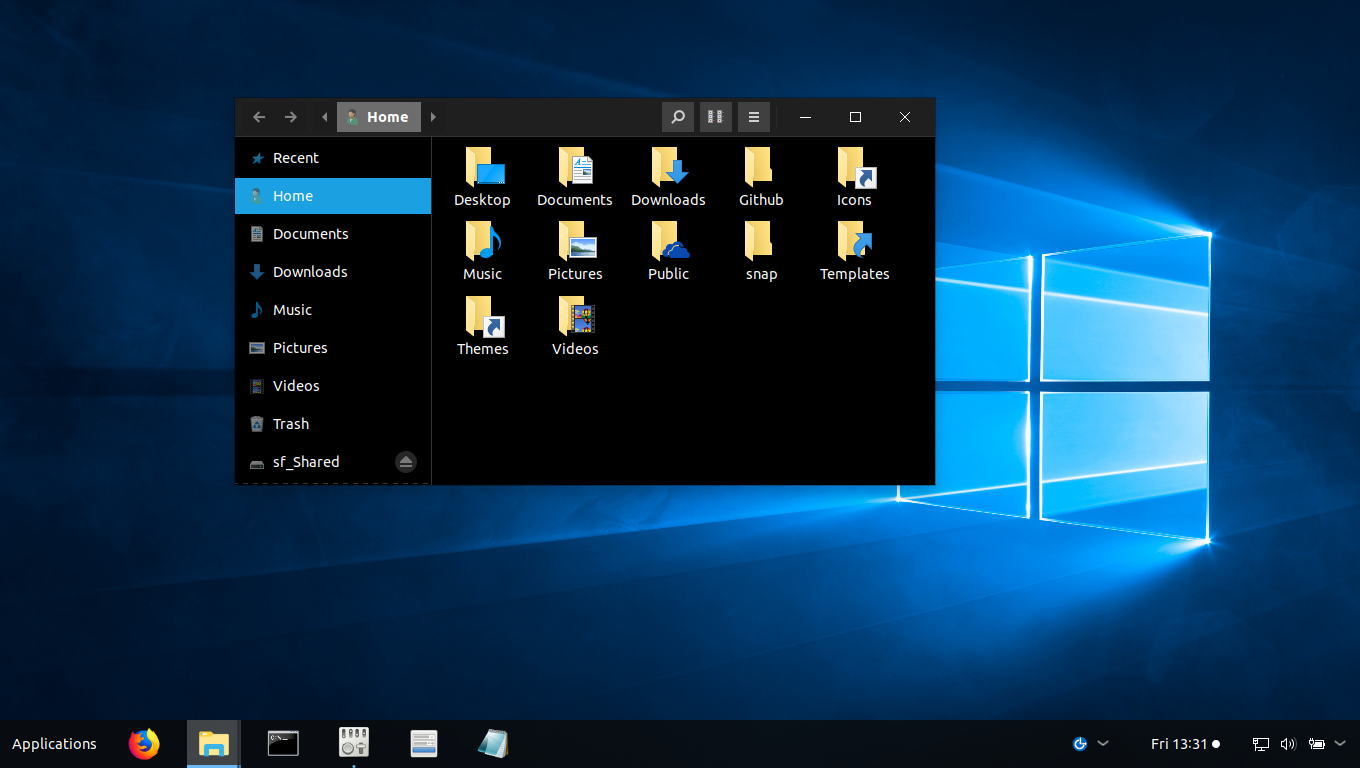 Home
Recent
Home
Documents
Downloads
Music
Pictures
Videos
Trash
sf_Shared
Desktop Documents Downloads Github Icons
Music Pictures Public snap Templates
Themes Videos
Applications Fri 13:31